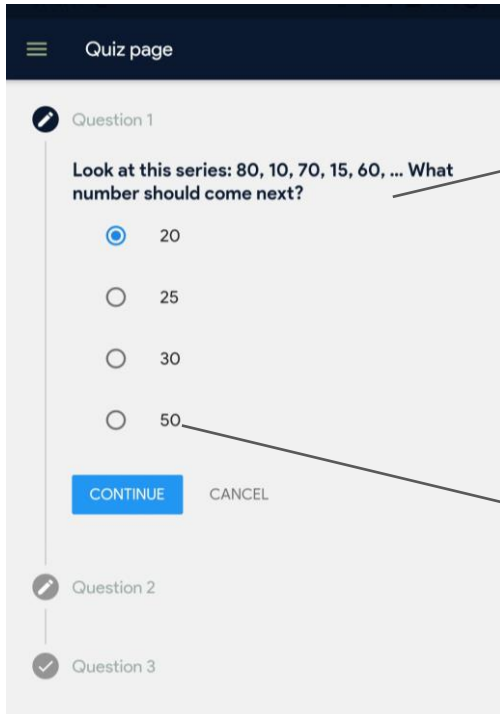 Quiz page
Question 1
Look at this series: 80, 10, 70, 15, 60, ... What
number should come next?
20
25
30
50
CONTINUE CANCEL
Question 2
Question 3